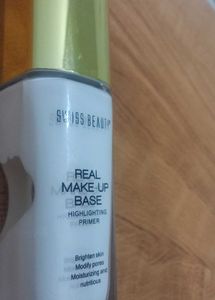 SWISS BEAUTY
REAL
MAKE-UP
BASE
HIGHLIGHTING
PRIMER
Brighten skin
Modify pores
Moisturizing and
nutritious